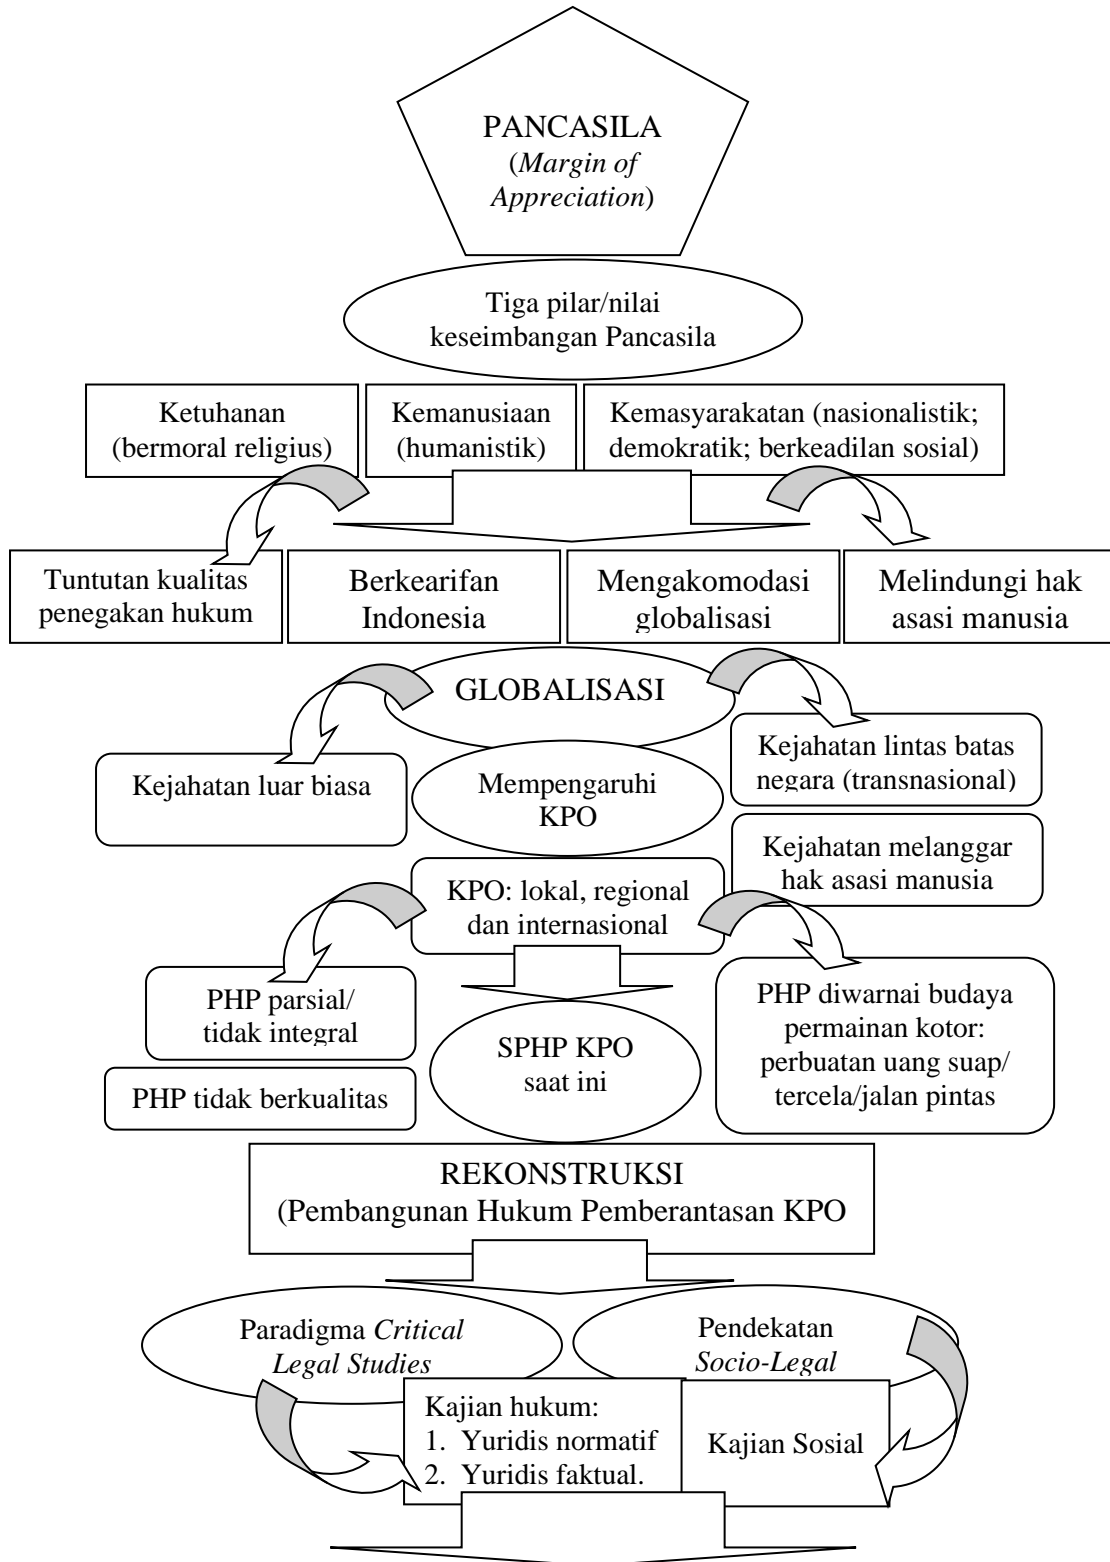 PANCASILA
(Margin of
Appreciation)
Tiga pilar/nilai
keseimbangan Pancasila
Ketuhanan
(bermoral religius)
Kemanusiaan
(humanistik)
Kemasyarakatan (nasionalistik;
demokratik; berkeadilan sosial)
Tuntutan kualitas
penegakan hukum
Berkearifan
Indonesia
Mengakomodasi
globalisasi
Melindungi hak
asasi manusia
GLOBALISASI
Kejahatan luar biasa
Mempengaruhi
KPO
Kejahatan lintas batas
negara (transnasional)
Kejahatan melanggar
hak asasi manusia
KPO: lokal, regional
dan internasional
PHP parsial/
tidak integral
PHP tidak berkualitas
SPHP KPO
saat ini
PHP diwarnai budaya
permainan kotor:
perbuatan uang suap/
tercela/jalan pintas
REKONSTRUKSI
(Pembangunan Hukum Pemberantasan KPO
Paradigma Critical
Legal Studies
Pendekatan
Socio-Legal
Kajian hukum:
1. Yuridis normatif
2. Yuridis faktual.
Kajian Sosial